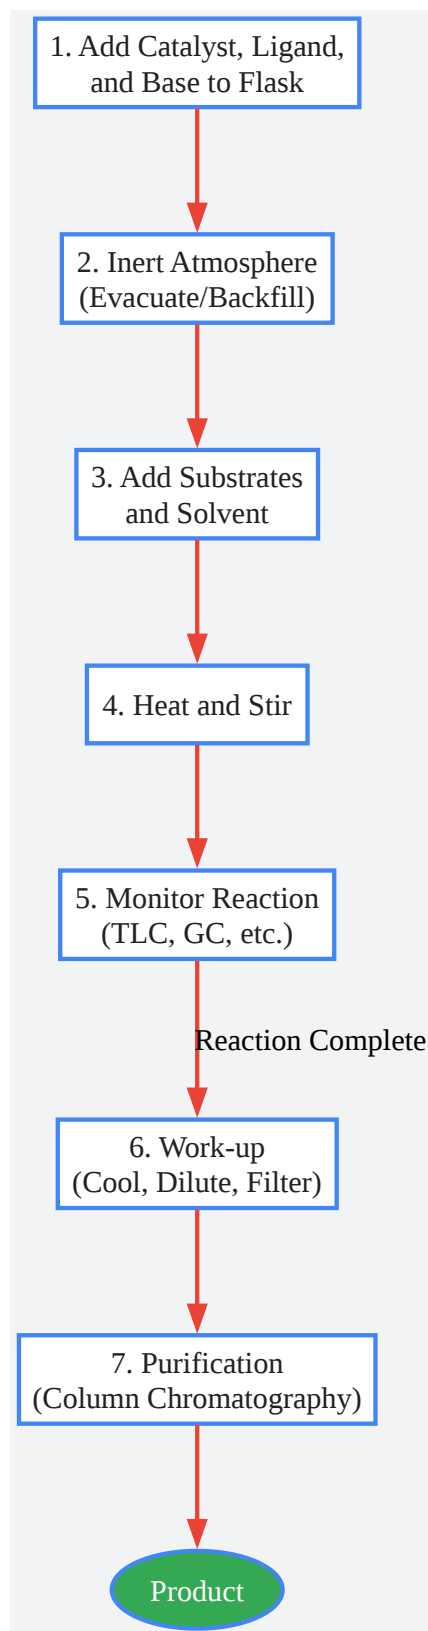 1. Add Catalyst, Ligand,
and Base to Flask
2. Inert Atmosphere
(Evacuate/Backfill)
3. Add Substrates
and Solvent
4. Heat and Stir
5. Monitor Reaction
(TLC, GC, etc.)
Reaction Complete
6. Work-up
(Cool, Dilute, Filter)
7. Purification
(Column Chromatography)
Product